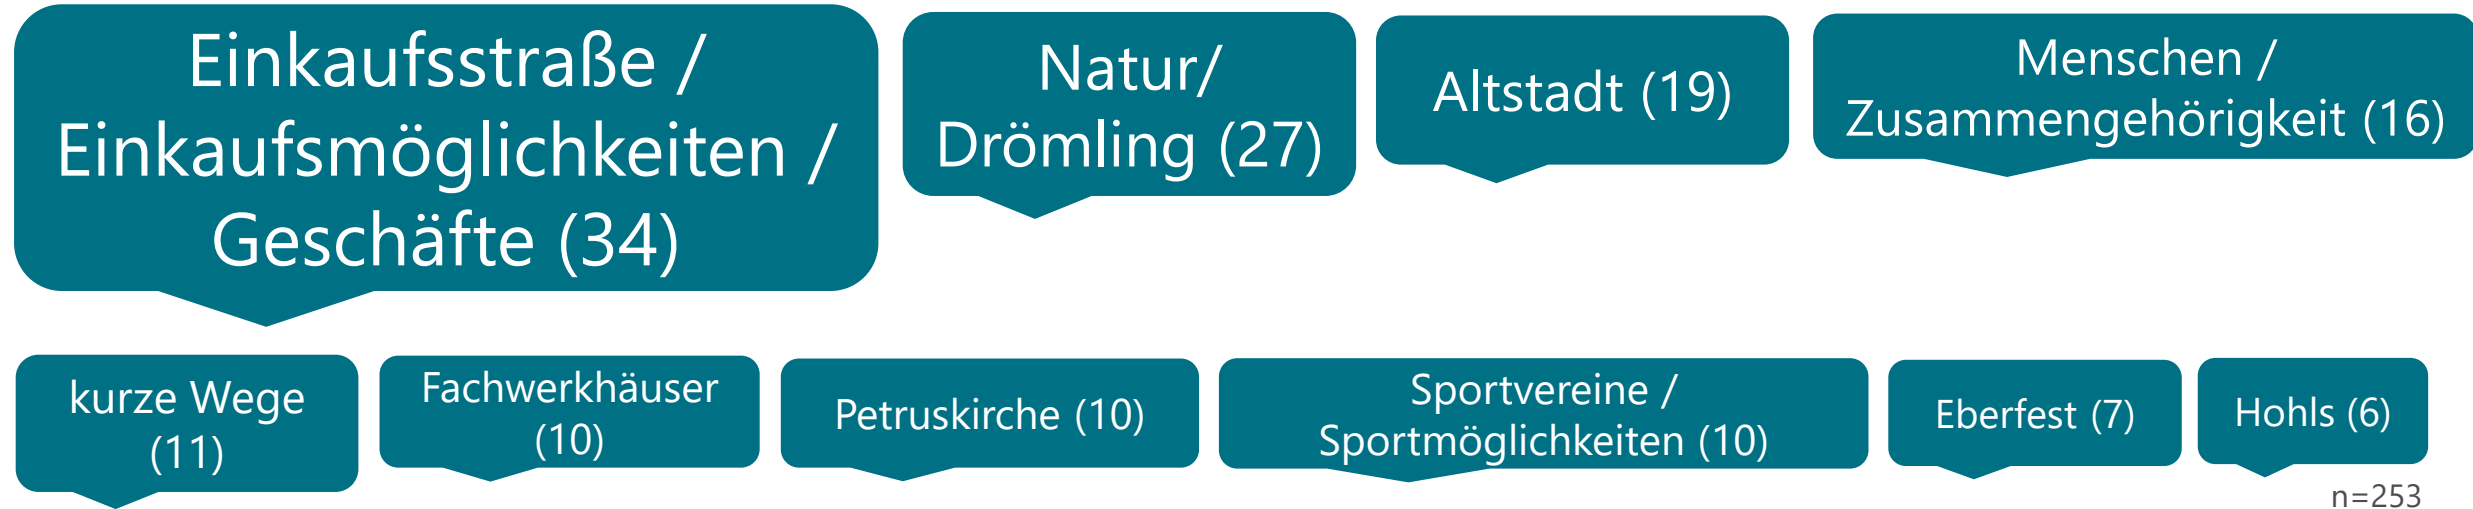 Einkaufsstraße /
Einkaufsmöglichkeiten /
Geschäfte (34)
Natur/
Drömling (27)
Altstadt (19)
Menschen /
Zusammengehörigkeit (16)
kurze Wege
(11)
Fachwerkhäuser
(10)
Petruskirche (10)
Sportvereine /
Sportmöglichkeiten (10)
Eberfest (7)
Hohls (6)
n=253